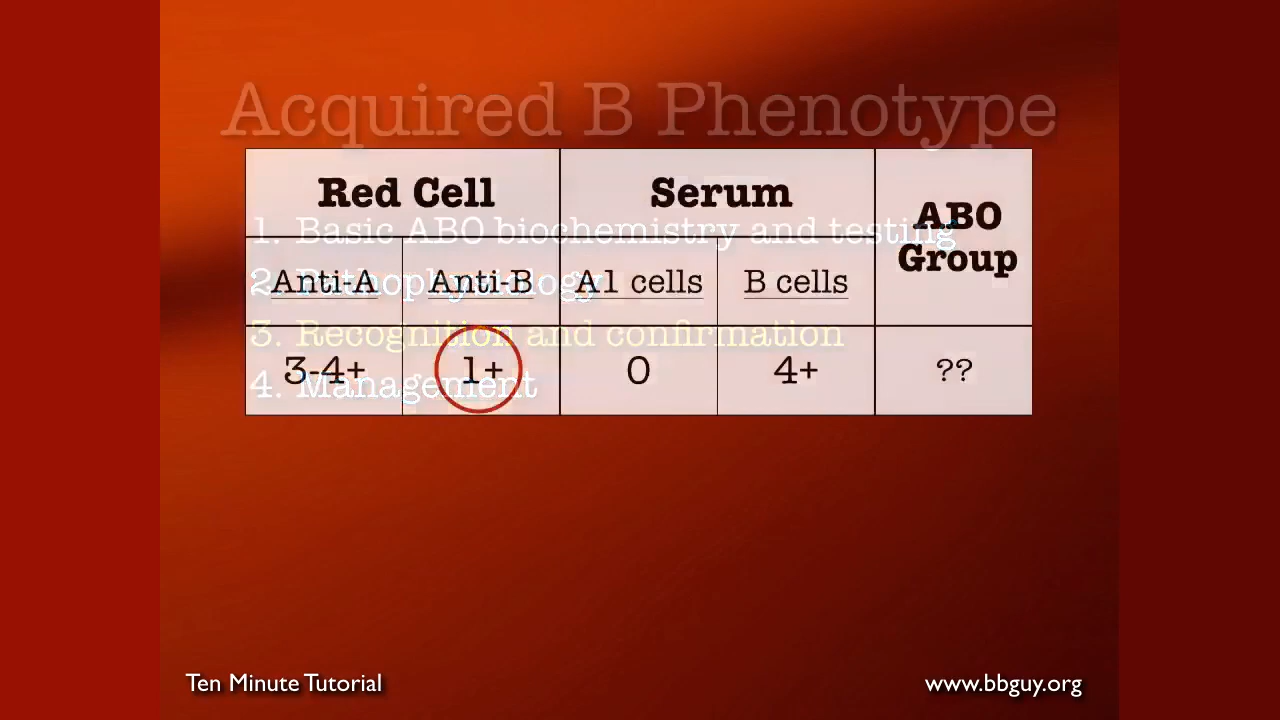 Acquired B Phenotype
Red Cell Serum ABO Group
1. Basic ABO biochemistry and testing
Anti-A Anti-B A1 cells B cells
2. Pathophysiology
3. Recognition and confirmation
3-4+ 1+ 0 4+ ??
4. Management
Ten Minute Tutorial www.bbguy.org